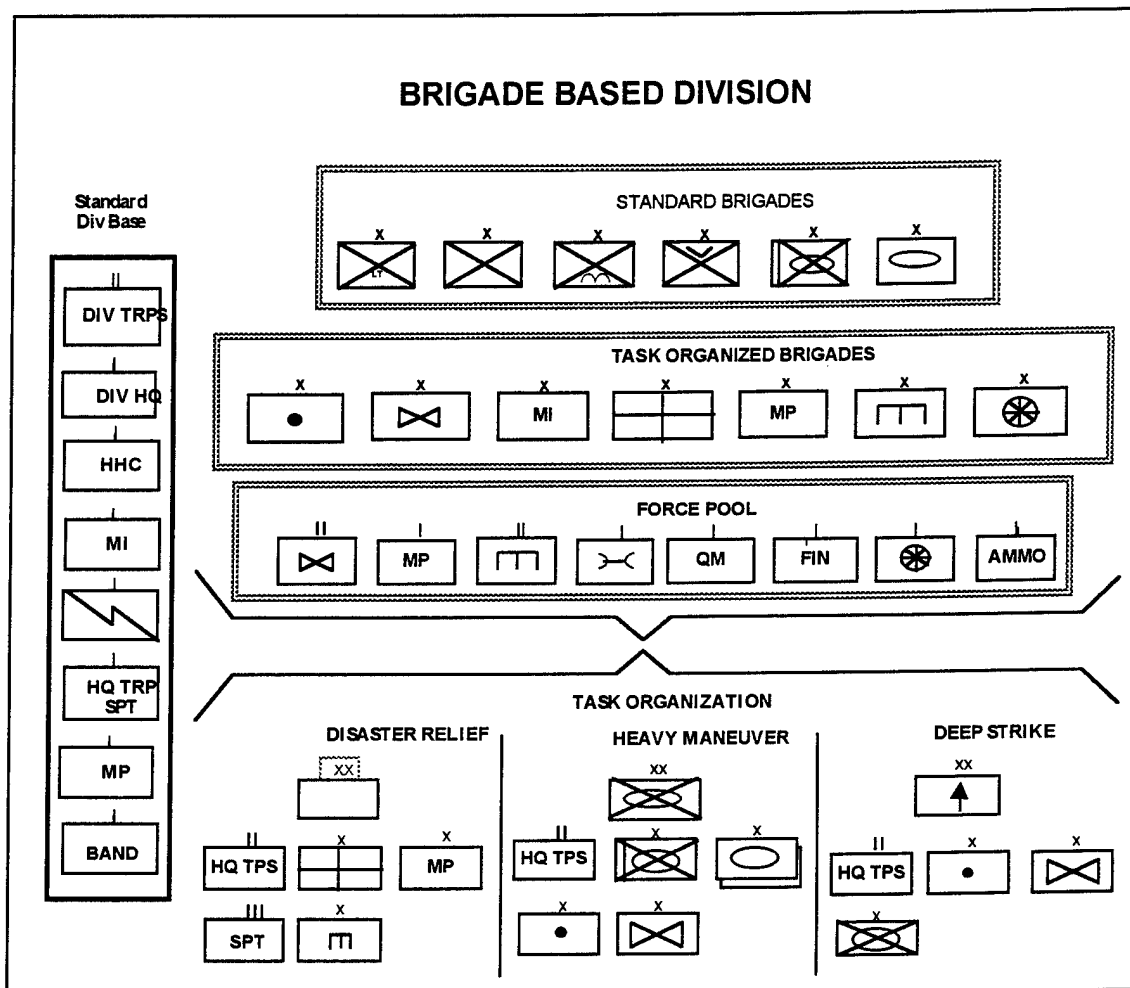 BRIGADE BASED DIVISION
Standard
Div Base
II
DIV TRPS
I
DIV HQ
I
HHC
I
MI
I
I
HQ TRP
SPT
I
MP
I
BAND
STANDARD BRIGADES
X X X X X X
LT
TASK ORGANIZED BRIGADES
X X X X X X X
MI MP
FORCE POOL
II I II I I I I I
MP QM FIN AMMO
TASK ORGANIZATION
DISASTER RELIEF
XX
II X X
HQ TPS MP
III X
SPT
HEAVY MANEUVER
XX
II X X
HQ TPS
X X
DEEP STRIKE
XX
II X X
HQ TPS
X